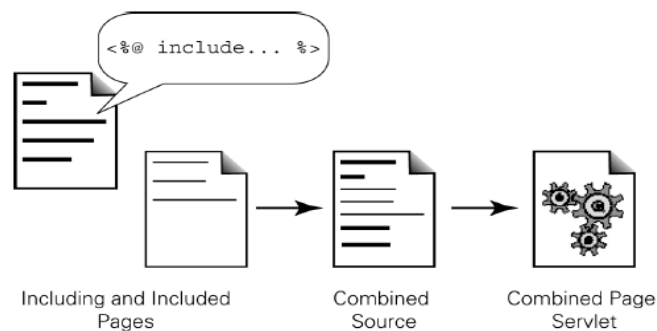 <%@ include... %>
Including and Included
Pages
Combined
Source
Combined Page
Servlet